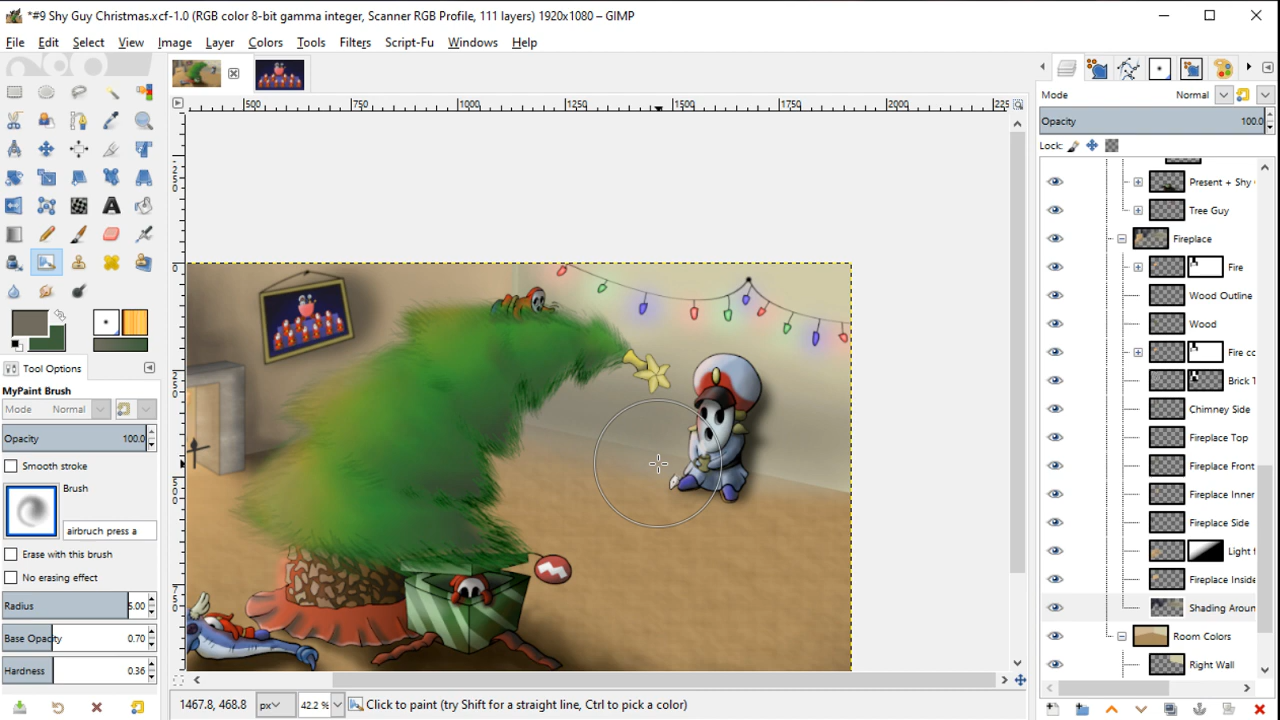 *#9 Shy Guy Christmas.xcf-1.0 (RGB color 8-bit gamma integer, Scanner RGB Profile, 111 layers) 1920x1080 – GIMP
File Edit Select View Image Layer Colors Tools Filters Script-Fu Windows Help
500 750 1000 1250 1500 1750 2000 225
Mode Normal
Opacity 100.0
Lock:
Present + Shy
Tree Guy
Fireplace
Fire
Wood Outline
Wood
Fire co
Brick T
Chimney Side
Fireplace Top
Fireplace Front
Fireplace Inner
Fireplace Side
Light f
Fireplace Inside
Shading Aroun
Room Colors
Right Wall
Tool Options
MyPaint Brush
Mode Normal
Opacity 100.0
Smooth stroke
Brush
airbruch press a
Erase with this brush
No erasing effect
Radius 5.00
Base Opacity 0.70
Hardness 0.36
-250
0
250
500
750
1467.8, 468.8 px 42.2 % Click to paint (try Shift for a straight line, Ctrl to pick a color)